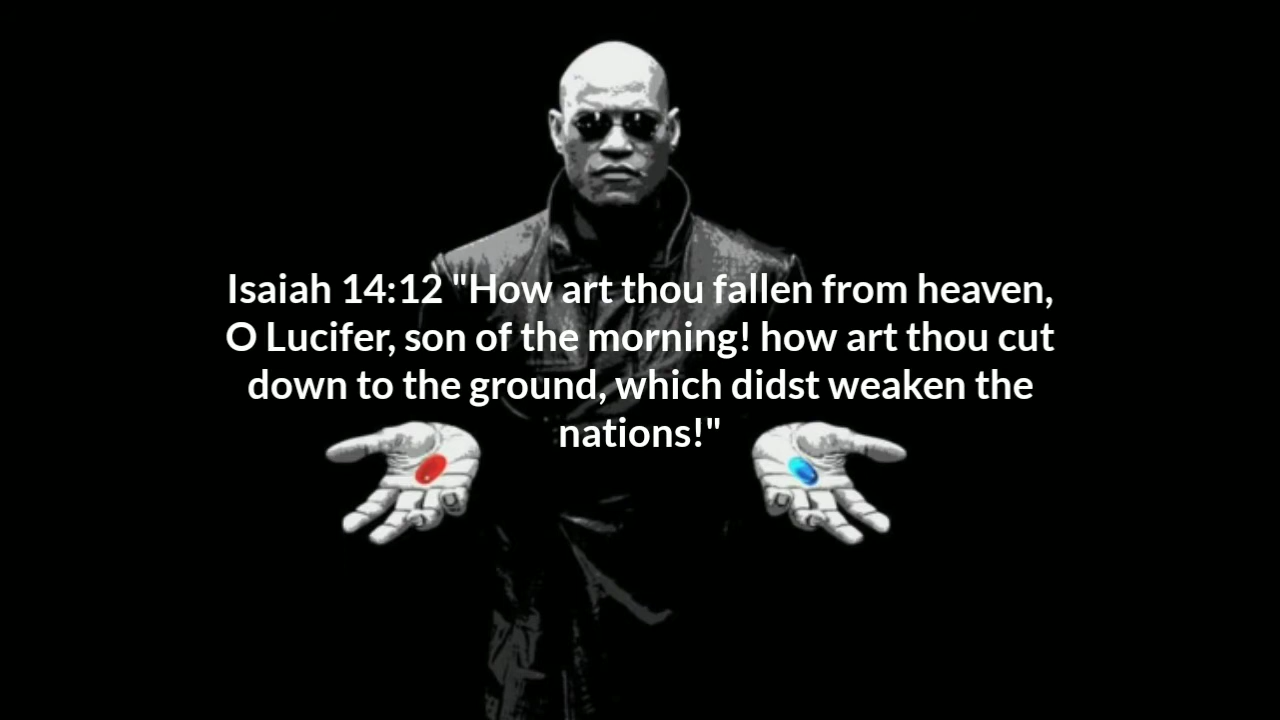 Isaiah 14:12 "How art thou fallen from heaven,
O Lucifer, son of the morning! how art thou cut
down to the ground, which didst weaken the
nations!"